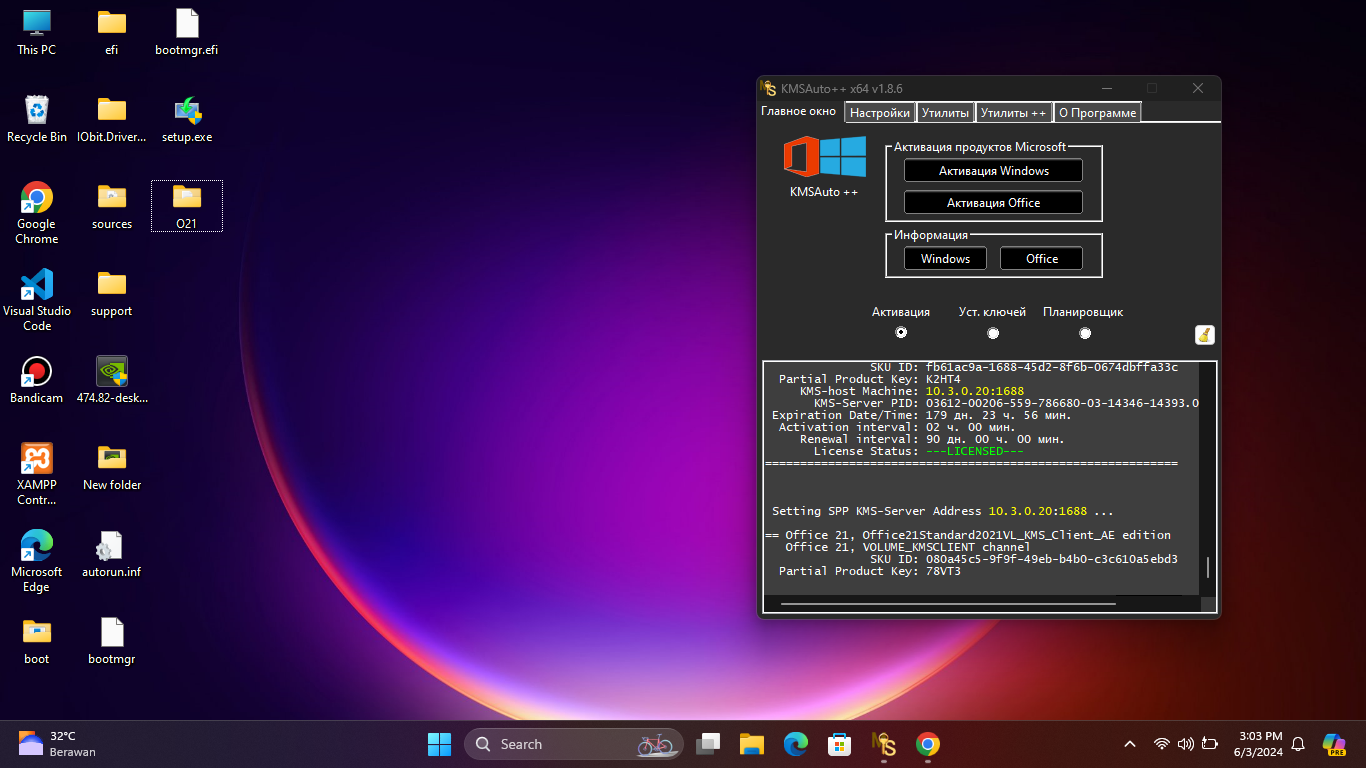 This PC
efi
bootmgr.efi
Recycle Bin
IObit.Driver...
setup.exe
Google
Chrome
sources
O21
Visual Studio
Code
support
Bandicam
474.82-desk...
XAMPP
Contr...
New folder
Microsoft
Edge
autorun.inf
boot
bootmgr
KMSAuto++ x64 v1.8.6
Главное окно
Настройки
Утилиты
Утилиты ++
О Программе
KMSAuto ++
Активация продуктов Microsoft
Активация Windows
Активация Office
Информация
Windows
Office
Активация
Уст. ключей
Планировщик
SKU ID: fb61ac9a-1688-45d2-8f6b-0674dbffa33c
Partial Product Key: K2HT4
KMS-host Machine: 10.3.0.20:1688
KMS-Server PID: 03612-00206-559-786680-03-14346-14393.0
Expiration Date/Time: 179 дн. 23 ч. 56 мин.
Activation interval: 02 ч. 00 мин.
Renewal interval: 90 дн. 00 ч. 00 мин.
License Status: ---LICENSED---
===========================================================
Setting SPP KMS-Server Address 10.3.0.20:1688 ...
== Office 21, Office21Standard2021VL_KMS_Client_AE edition
Office 21, VOLUME_KMSCLIENT channel
SKU ID: 080a45c5-9f9f-49eb-b4b0-c3c610a5ebd3
Partial Product Key: 78VT3
32°C
Berawan
Search
3:03 PM
6/3/2024
PRE